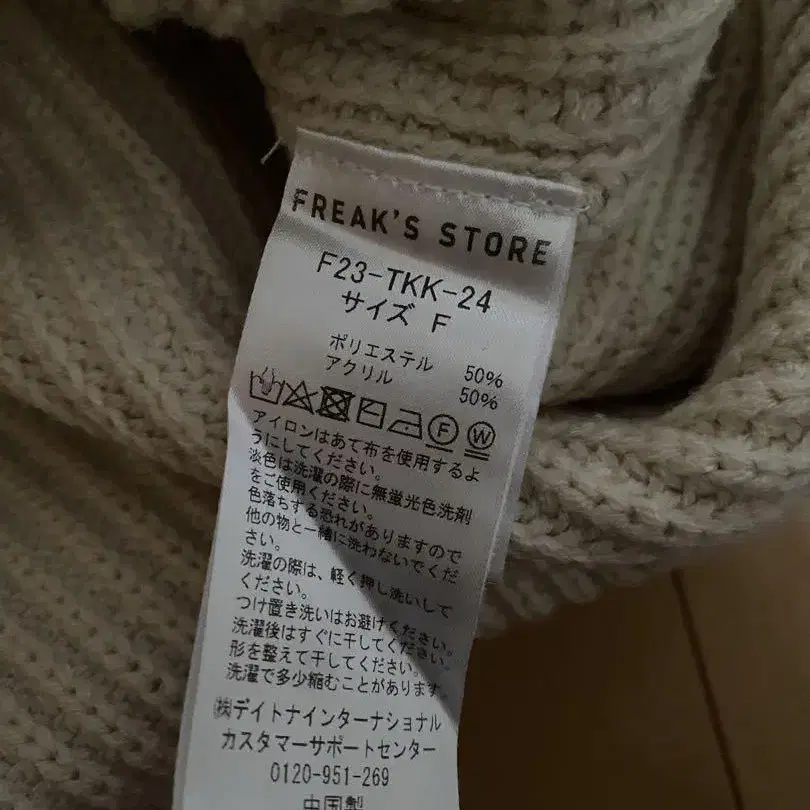 FREAK'S STORE
F23-TKK-24
サイズ F
ポリエステル 50%
アクリル 50%
F W
アイロンはあて布を使用するよ
うにしてください。
淡色は洗濯の際に無蛍光色洗剤
をご使用ください。
色落ちする恐れがありますので
他の物と一緒に洗わないでくだ
さい。
洗濯の際は、軽く押し洗いして
ください。
つけ置き洗いはお避けください。
洗濯後はすぐに干してください。
形を整えて干してください。
洗濯で多少縮むことがあります。
㈱デイトナインターナショナル
カスタマーサポートセンター
0120-951-269
中国製